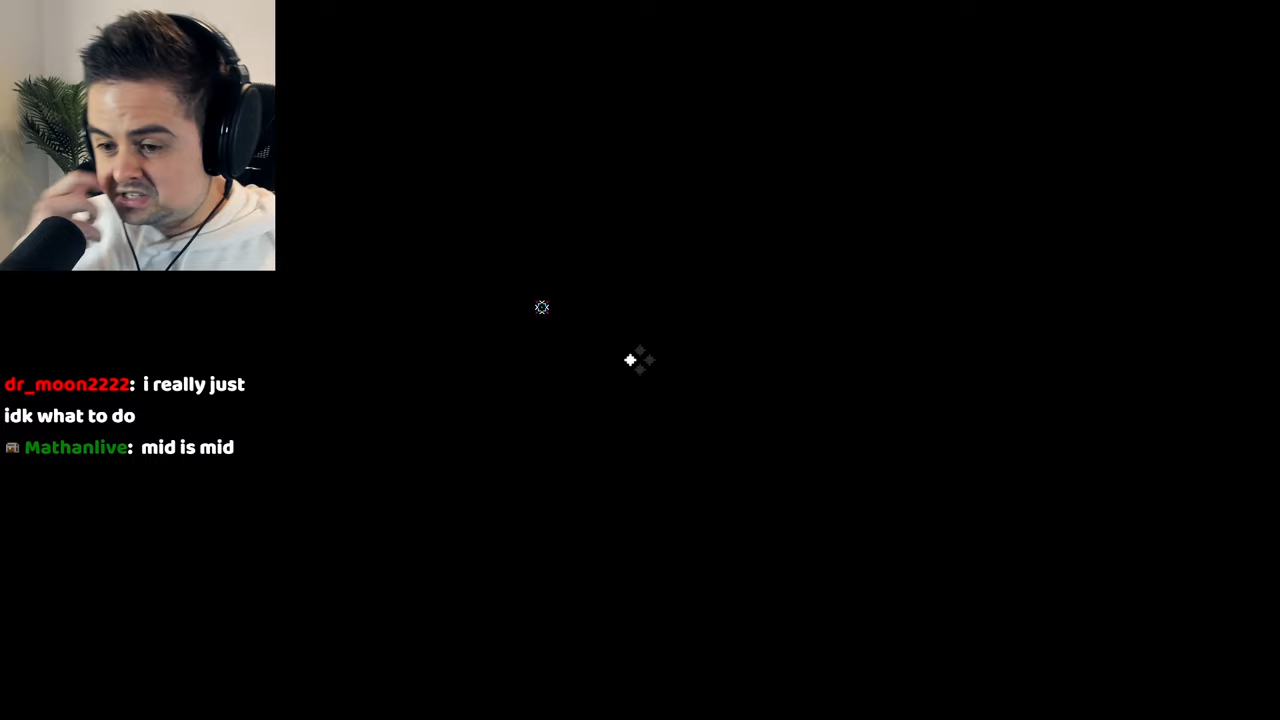 dr_moon2222: i really just
idk what to do
Mathanlive: mid is mid